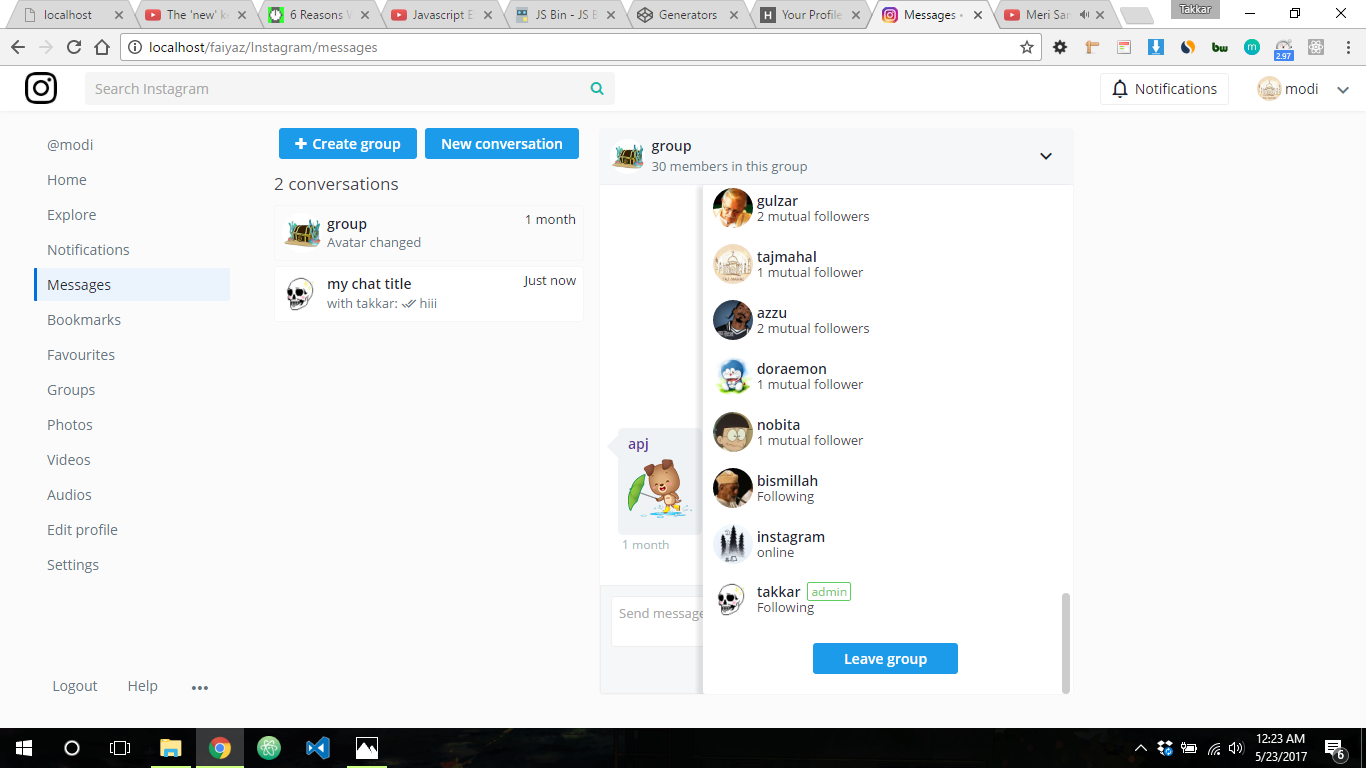 localhost
The 'new' k
6 Reasons
Javascript E
JS Bin - JS B
Generators
Your Profile
Messages •
Meri Sar
Takkar
localhost/faiyaz/Instagram/messages
bw
m
2.97
Search Instagram
Notifications
modi
@modi
Home
Explore
Notifications
Messages
Bookmarks
Favourites
Groups
Photos
Videos
Audios
Edit profile
Settings
Logout
Help
Create group
New conversation
2 conversations
group
1 month
Avatar changed
my chat title
Just now
with takkar: hiii
group
30 members in this group
apj
1 month
Send message
gulzar
2 mutual followers
tajmahal
1 mutual follower
azzu
2 mutual followers
doraemon
1 mutual follower
nobita
1 mutual follower
bismillah
Following
instagram
online
takkar admin
Following
Leave group
12:23 AM
5/23/2017
6